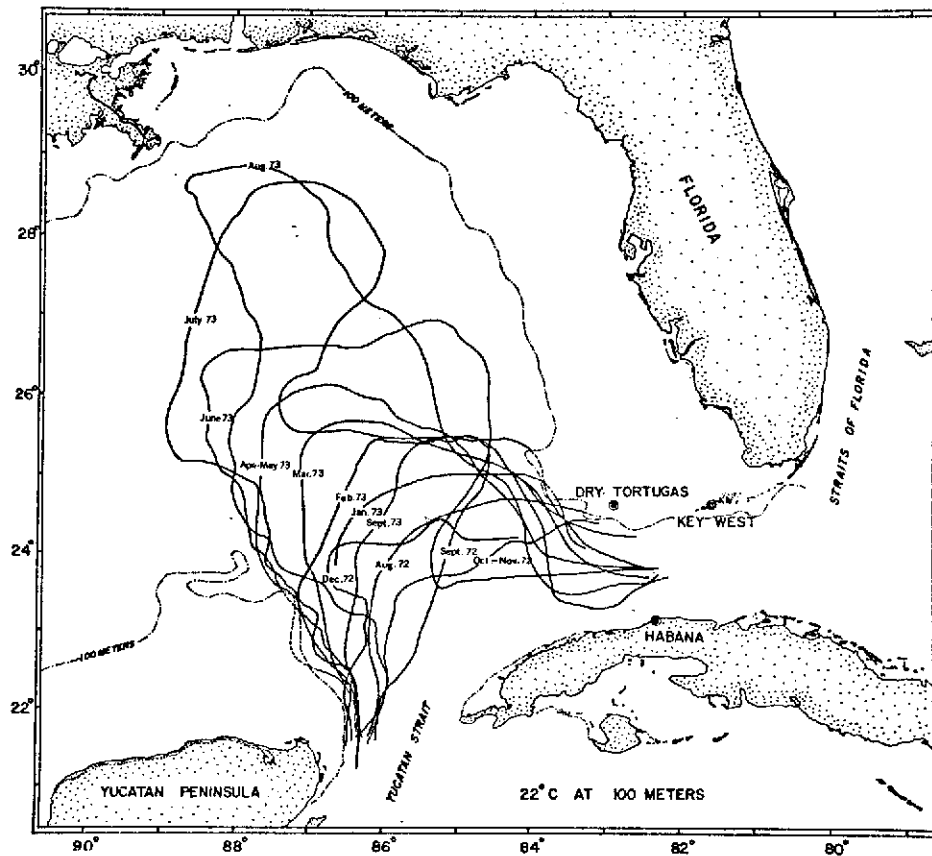 30°
28°
26°
24°
22°
100 METERS
Aug. 73
FLORIDA
July 73
STRAITS OF FLORIDA
June 73
Apr-May 73
Mar. 73
Feb. 73
Jan. 73
Sept. 73
DRY TORTUGAS
KEY WEST
Dec. 72
Aug. 72
Sept. 72
Oct-Nov. 72
100 METERS
HABANA
YUCATAN STRAIT
YUCATAN PENINSULA
22°C AT 100 METERS
90°
88°
86°
84°
82°
80°